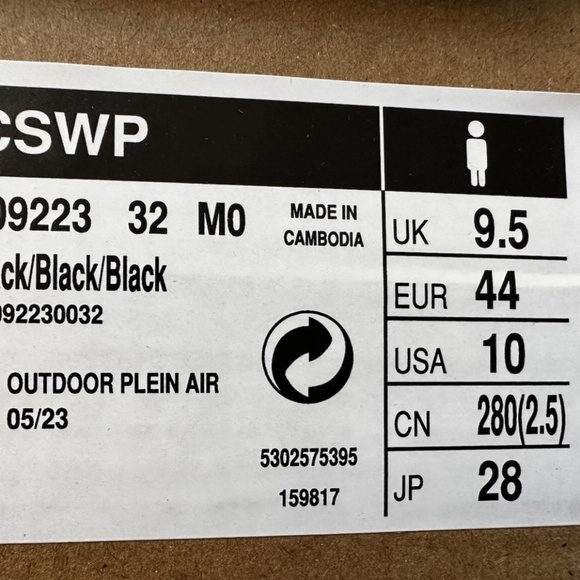 CSWP
09223 32 M0
MADE IN
CAMBODIA
ck/Black/Black
092230032
OUTDOOR PLEIN AIR
05/23
5302575395
159817
UK 9.5
EUR 44
USA 10
CN 280(2.5)
JP 28